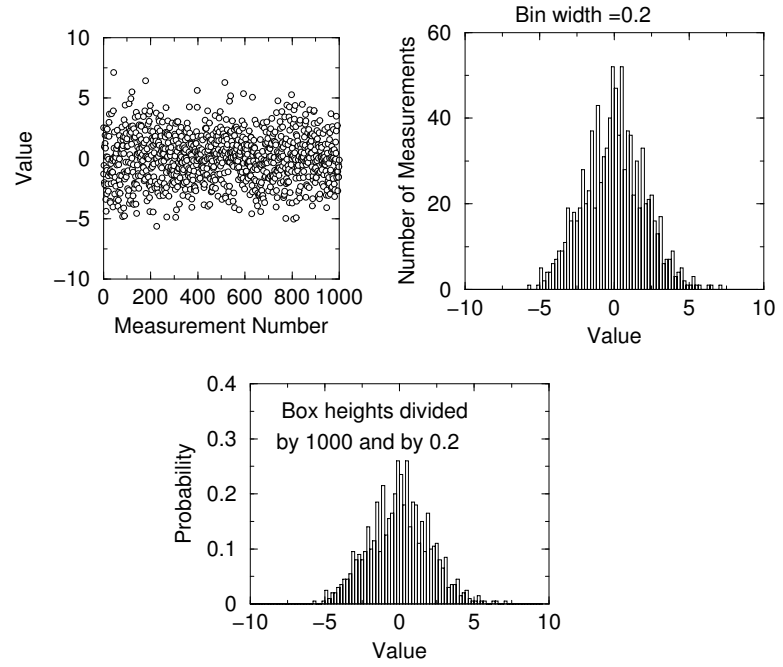 10
5
0
−5
−10
Value
0 200 400 600 800 1000
Measurement Number
Bin width =0.2
60
40
20
0
Number of Measurements
−10 −5 0 5 10
Value
0.4
0.3
0.2
0.1
0
Probability
Box heights divided
by 1000 and by 0.2
−10 −5 0 5 10
Value